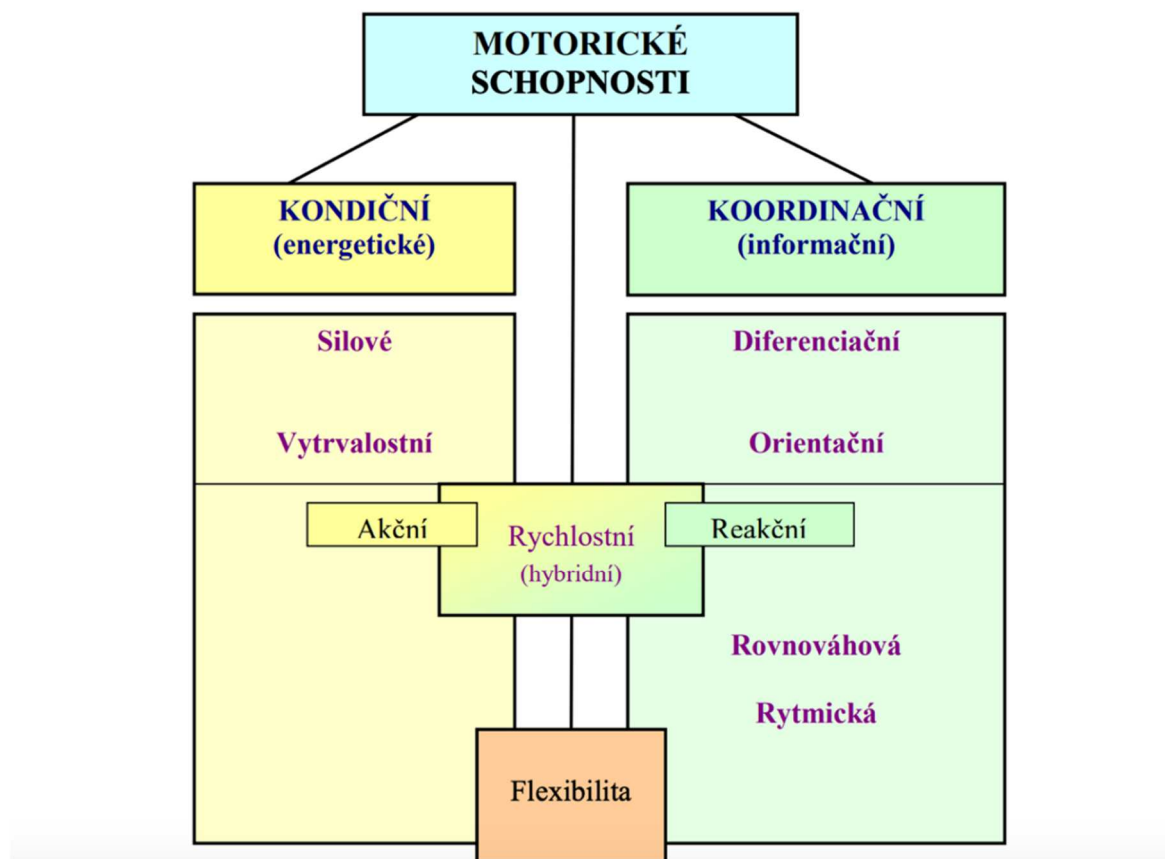 MOTORICKÉ
SCHOPNOSTI
KONDIČNÍ
(energetické)
KOORDINAČNÍ
(informační)
Silové
Vytrvalostní
Diferenciační
Orientační
Akční
Rychlostní
(hybridní)
Reakční
Rovnováhová
Rytmická
Flexibilita